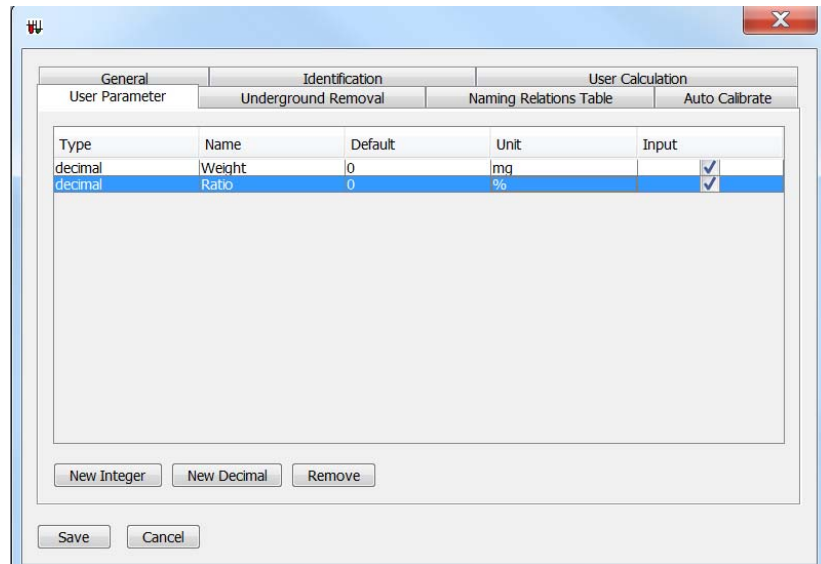 General Identification User Calculation
User Parameter Underground Removal Naming Relations Table Auto Calibrate
Type Name Default Unit Input
decimal Weight 0 mg
decimal Ratio 0 %
New Integer New Decimal Remove
Save Cancel